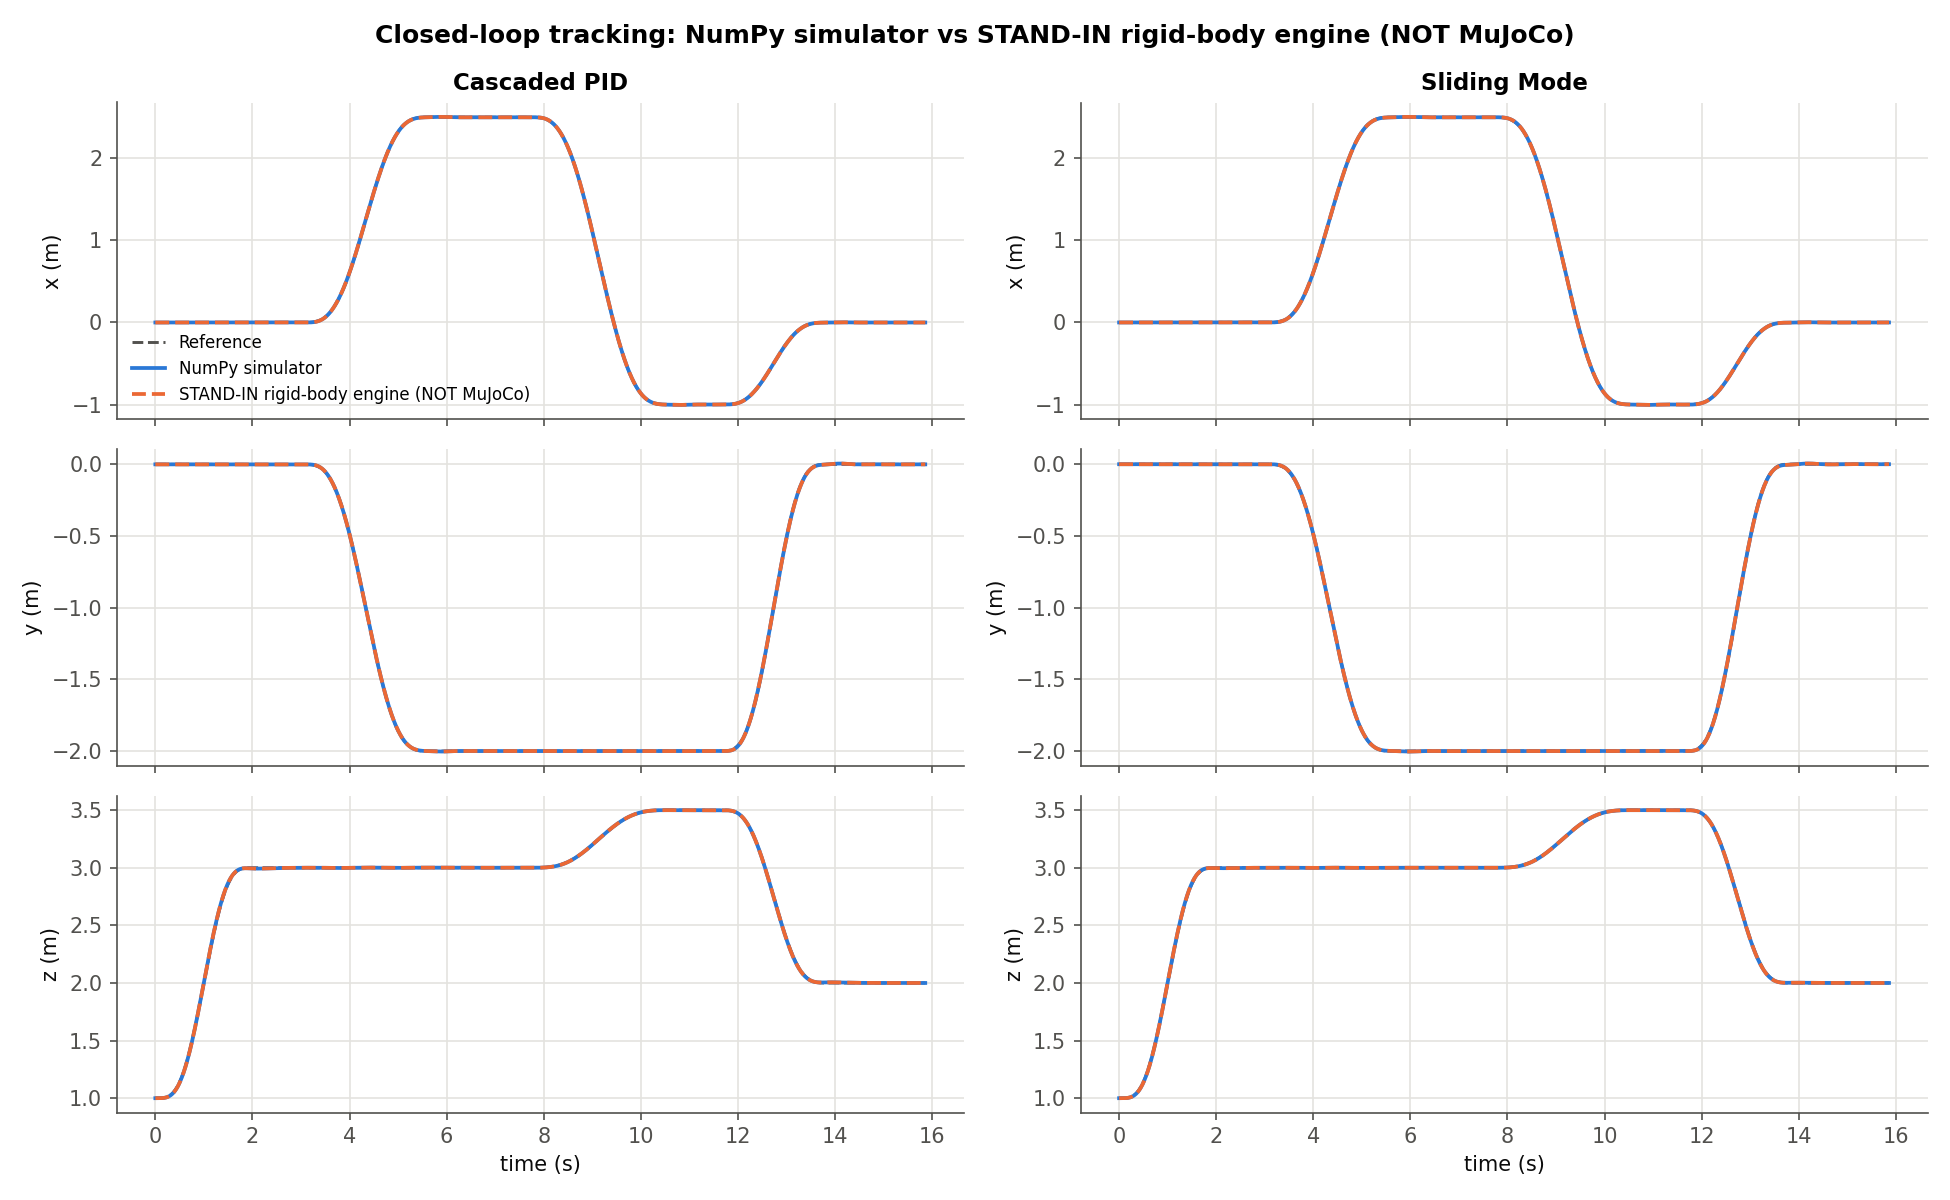 Closed-loop tracking: NumPy simulator vs STAND-IN rigid-body engine (NOT MuJoCo)
Cascaded PID
Sliding Mode
x (m)
2
1
0
−1
Reference
NumPy simulator
STAND-IN rigid-body engine (NOT MuJoCo)
x (m)
2
1
0
−1
y (m)
0.0
−0.5
−1.0
−1.5
−2.0
y (m)
0.0
−0.5
−1.0
−1.5
−2.0
z (m)
3.5
3.0
2.5
2.0
1.5
1.0
0 2 4 6 8 10 12 14 16
time (s)
z (m)
3.5
3.0
2.5
2.0
1.5
1.0
0 2 4 6 8 10 12 14 16
time (s)